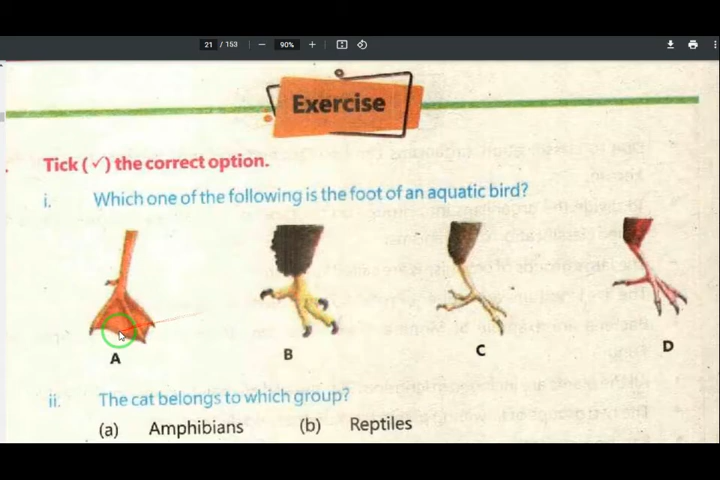 21 / 153 90%
Exercise
Tick (✓) the correct option.
i. Which one of the following is the foot of an aquatic bird?
A B C D
ii. The cat belongs to which group?
(a) Amphibians (b) Reptiles